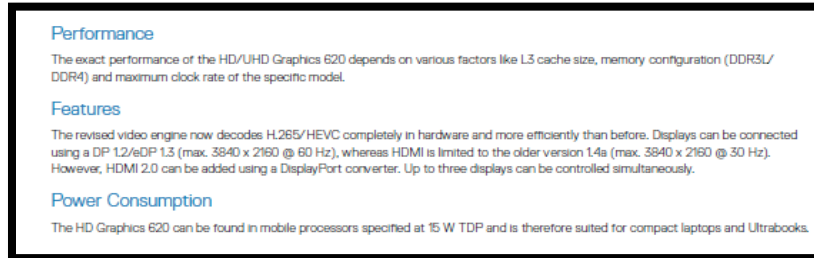 Performance
The exact performance of the HD/UHD Graphics 620 depends on various factors like L3 cache size, memory configuration (DDR3L/
DDR4) and maximum clock rate of the specific model.
Features
The revised video engine now decodes H.265/HEVC completely in hardware and more efficiently than before. Displays can be connected
using a DP 1.2/eDP 1.3 (max. 3840 x 2160 @ 60 Hz), whereas HDMI is limited to the older version 1.4a (max. 3840 x 2160 @ 30 Hz).
However, HDMI 2.0 can be added using a DisplayPort converter. Up to three displays can be controlled simultaneously.
Power Consumption
The HD Graphics 620 can be found in mobile processors specified at 15 W TDP and is therefore suited for compact laptops and Ultrabooks.